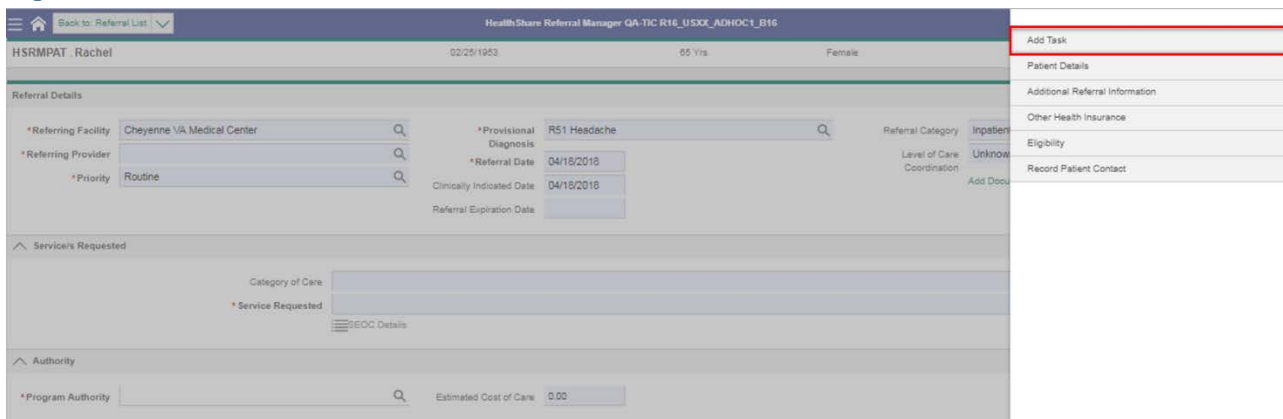 Back to: Referral List
HealthShare Referral Manager QA-TIC R16_USXX_ADHOC1_B16
HSRMPAT, Rachel 02/25/1953 65 Yrs Female
Add Task
Patient Details
Additional Referral Information
Other Health Insurance
Eligibility
Record Patient Contact
Referral Details
*Referring Facility Cheyenne VA Medical Center
*Referring Provider
*Priority Routine
*Provisional Diagnosis R51 Headache
*Referral Date 04/18/2018
Clinically Indicated Date 04/18/2018
Referral Expiration Date
Referral Category Inpatien
Level of Care Coordination Unknow
Add Docu
Service/s Requested
Category of Care
*Service Requested
SEOC Details
Authority
*Program Authority
Estimated Cost of Care 0.00